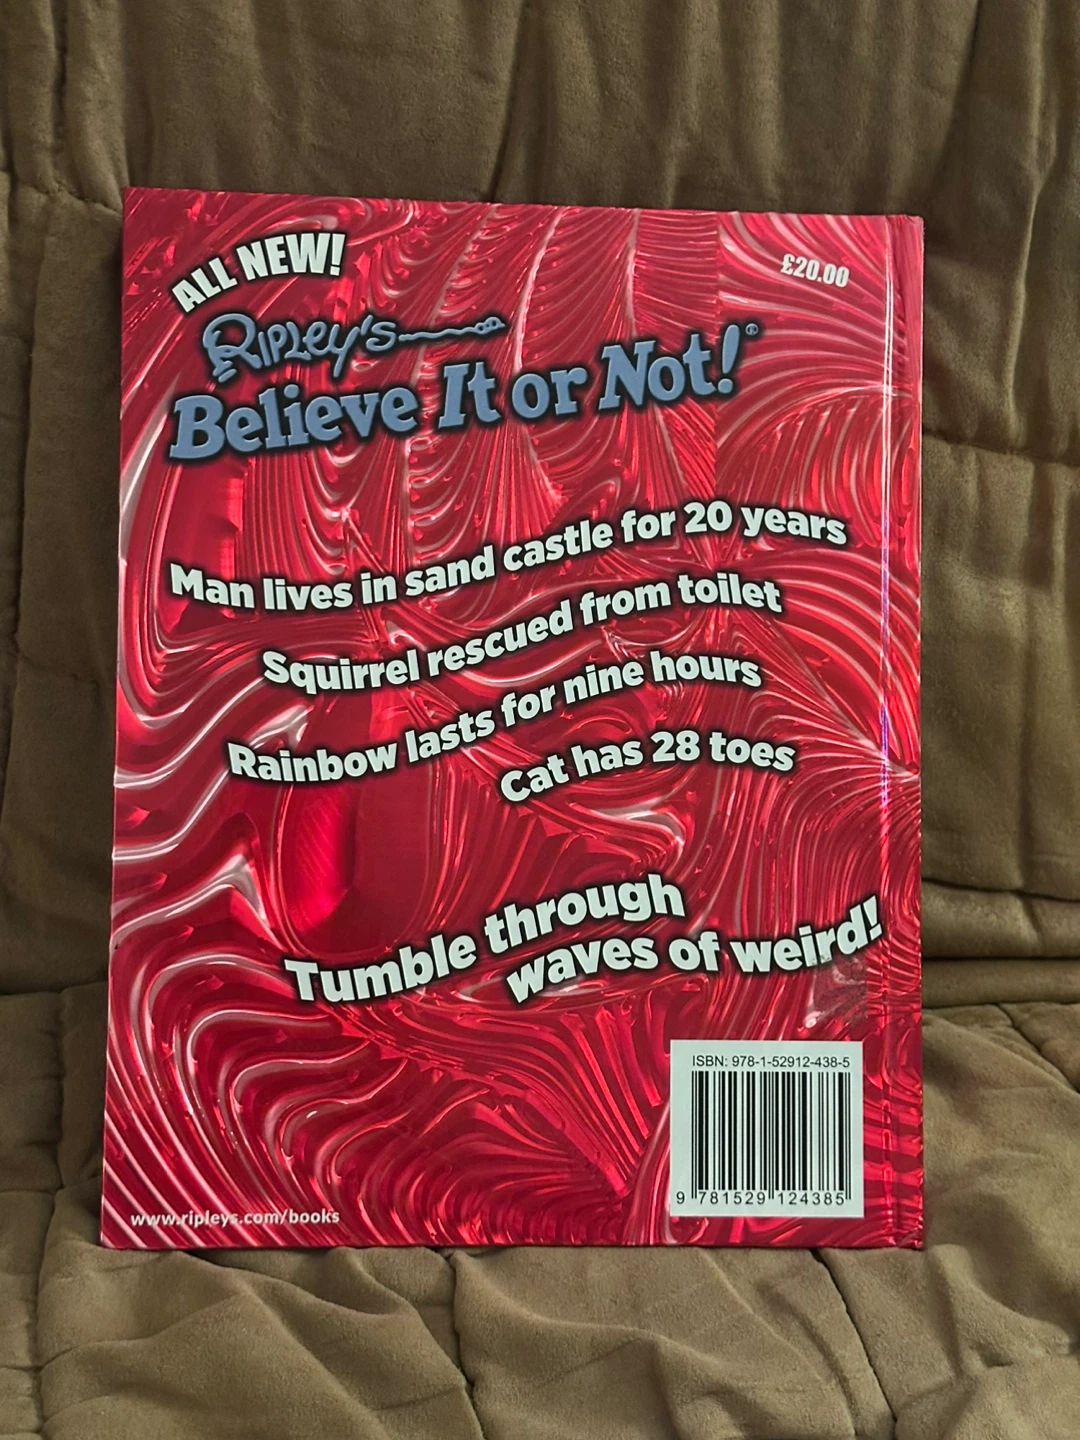 ALL NEW!
£20.00
RIPLEY's
Believe It or Not!®
Man lives in sand castle for 20 years
Squirrel rescued from toilet
Rainbow lasts for nine hours
Cat has 28 toes
Tumble through
waves of weird!
ISBN: 978-1-52912-438-5
9 781529 124385
www.ripleys.com/books